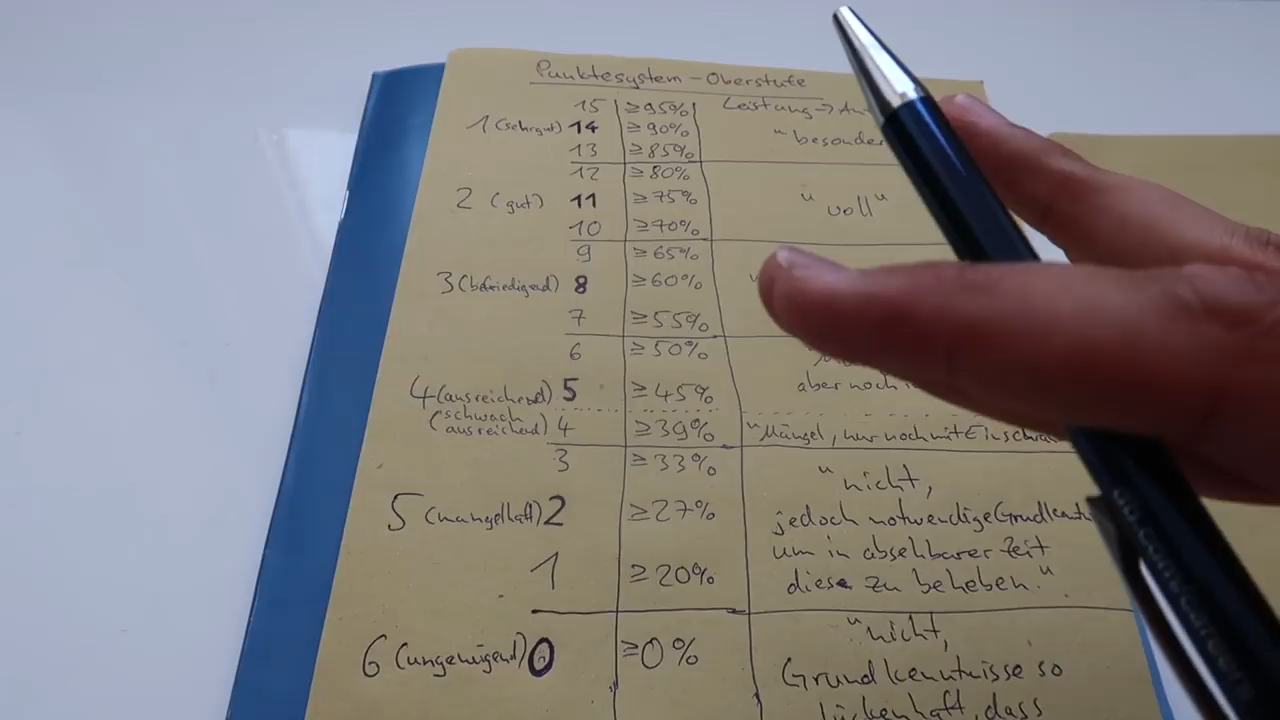 Punktesystem – Oberstufe
15 ≥95% Leistung →
1 (sehr gut) 14 ≥90% "besonder
13 ≥85%
12 ≥80%
2 (gut) 11 ≥75% "voll"
10 ≥70%
9 ≥65%
3 (befriedigend) 8 ≥60% "
7 ≥55%
6 ≥50%
4 (ausreichend) 5 ≥45% aber noch
(schwach ausreichend) 4 ≥39% "Mängel, nur noch mit
3 ≥33% "nicht,
5 (mangelhaft) 2 ≥27% jedoch notwendige
um in absehbarer Zeit
1 ≥20% diese zu beheben."
6 (ungenügend) 0 ≥0% "nicht,
Grundkenntnisse so
lückenhaft, dass